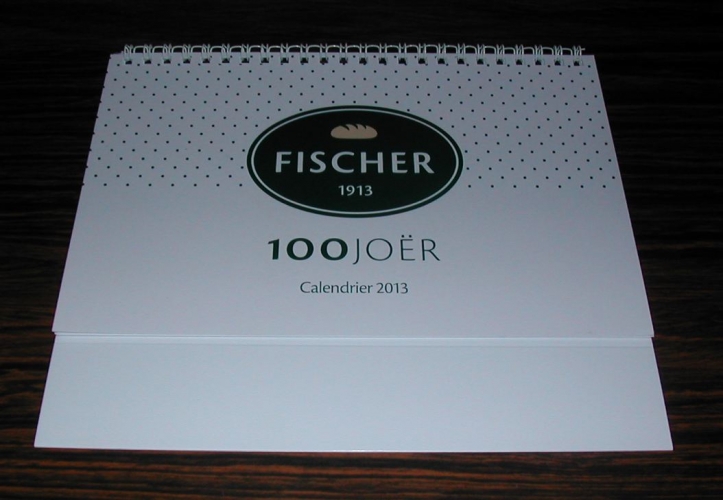 FISCHER
1913
100JOËR
Calendrier 2013